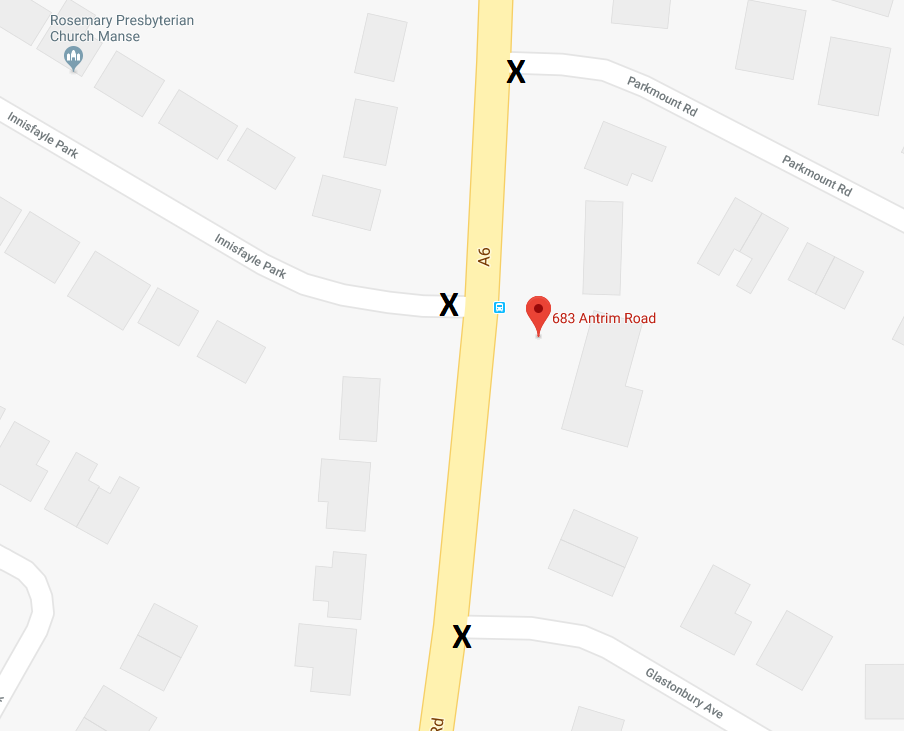 Rosemary Presbyterian
Church Manse
X
Parkmount Rd
Innisfayle Park
Parkmount Rd
Innisfayle Park
A6
X
683 Antrim Road
X
Glastonbury Ave
Rd